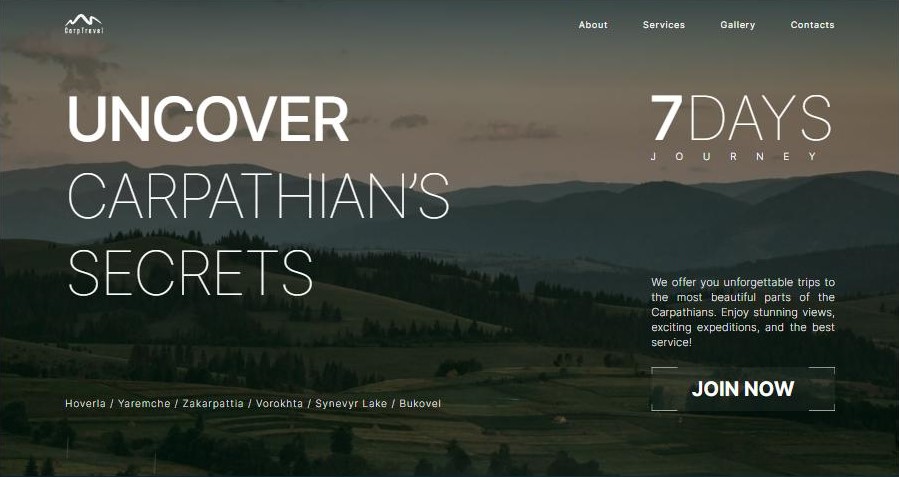 CarpTravel
About Services Gallery Contacts
UNCOVER
CARPATHIAN’S
SECRETS
7DAYS
JOURNEY
We offer you unforgettable trips to
the most beautiful parts of the
Carpathians. Enjoy stunning views,
exciting expeditions, and the best
service!
JOIN NOW
Hoverla / Yaremche / Zakarpattia / Vorokhta / Synevyr Lake / Bukovel